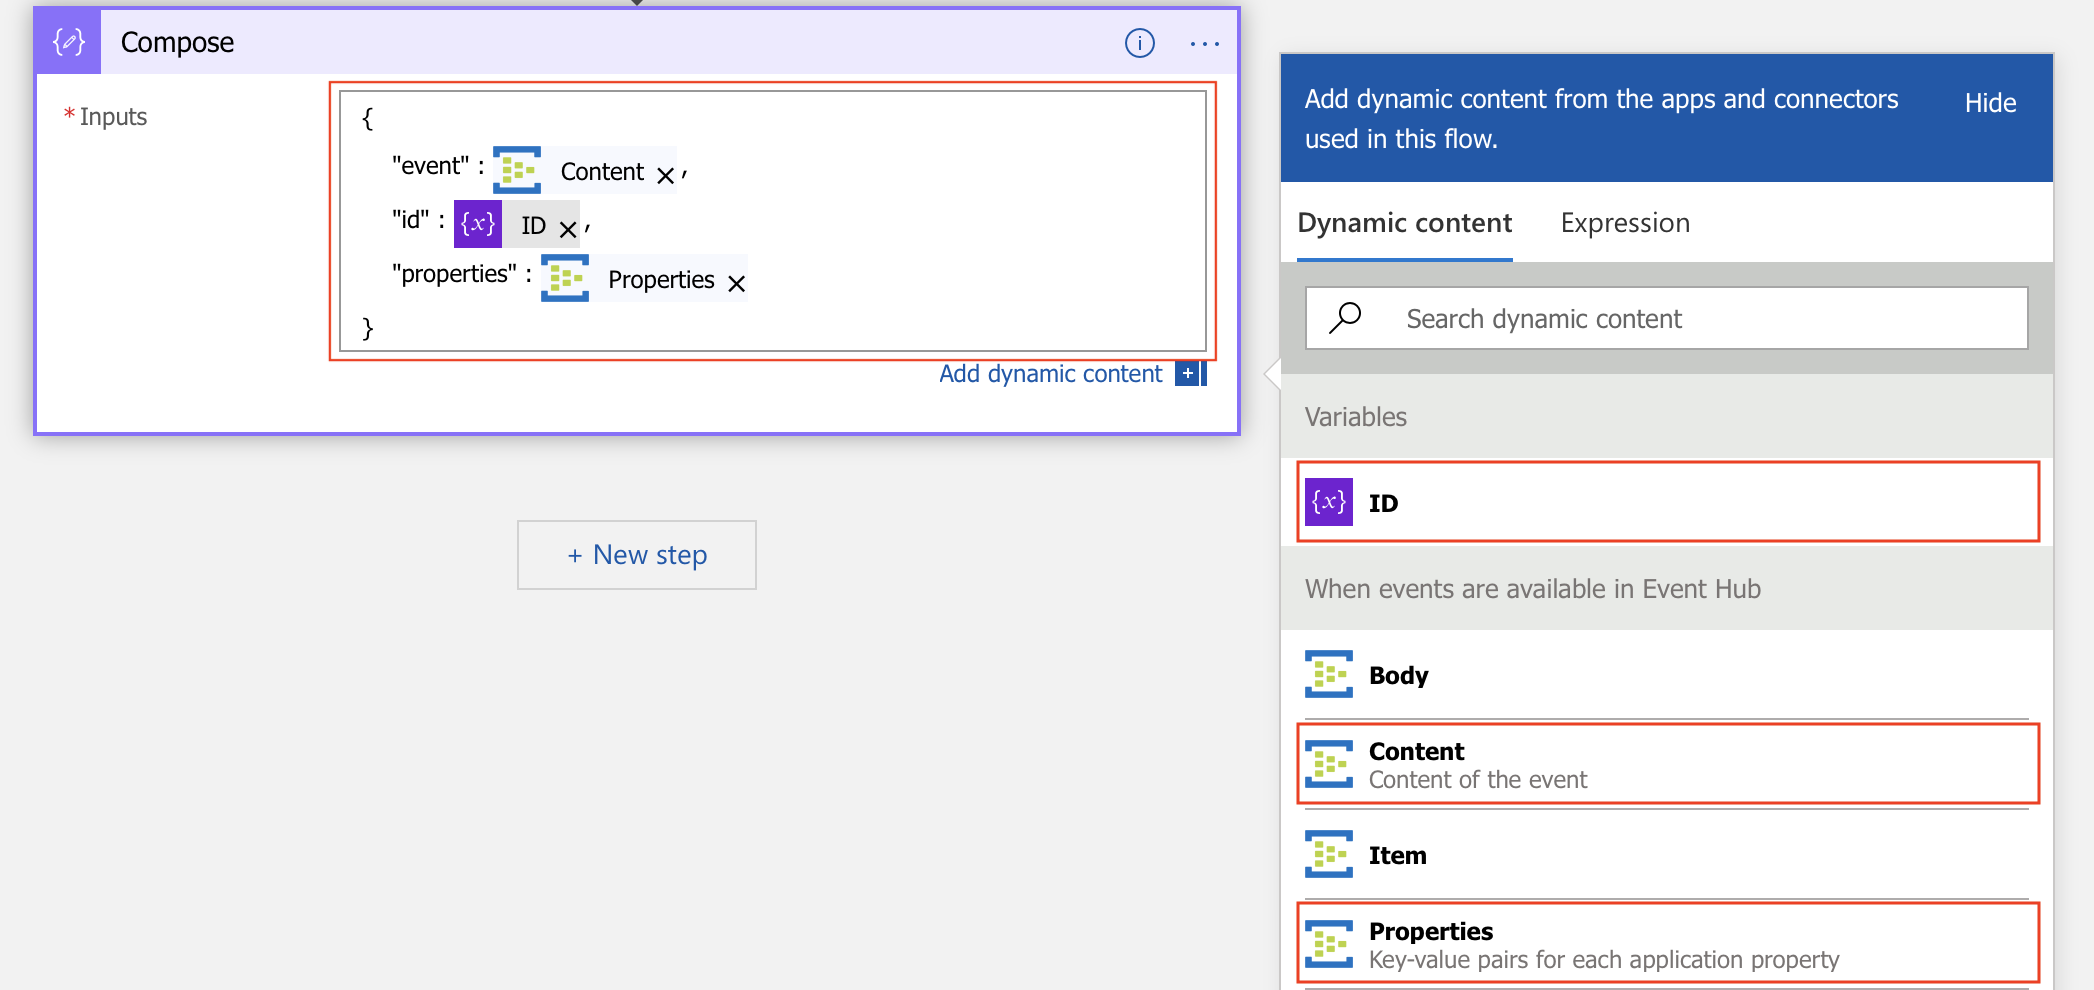 Compose
* Inputs
{
"event" : Content ,
"id" : {x} ID ,
"properties" : Properties
}
Add dynamic content
+ New step
Add dynamic content from the apps and connectors
used in this flow.
Hide
Dynamic content
Expression
Search dynamic content
Variables
{x} ID
When events are available in Event Hub
Body
Content
Content of the event
Item
Properties
Key-value pairs for each application property